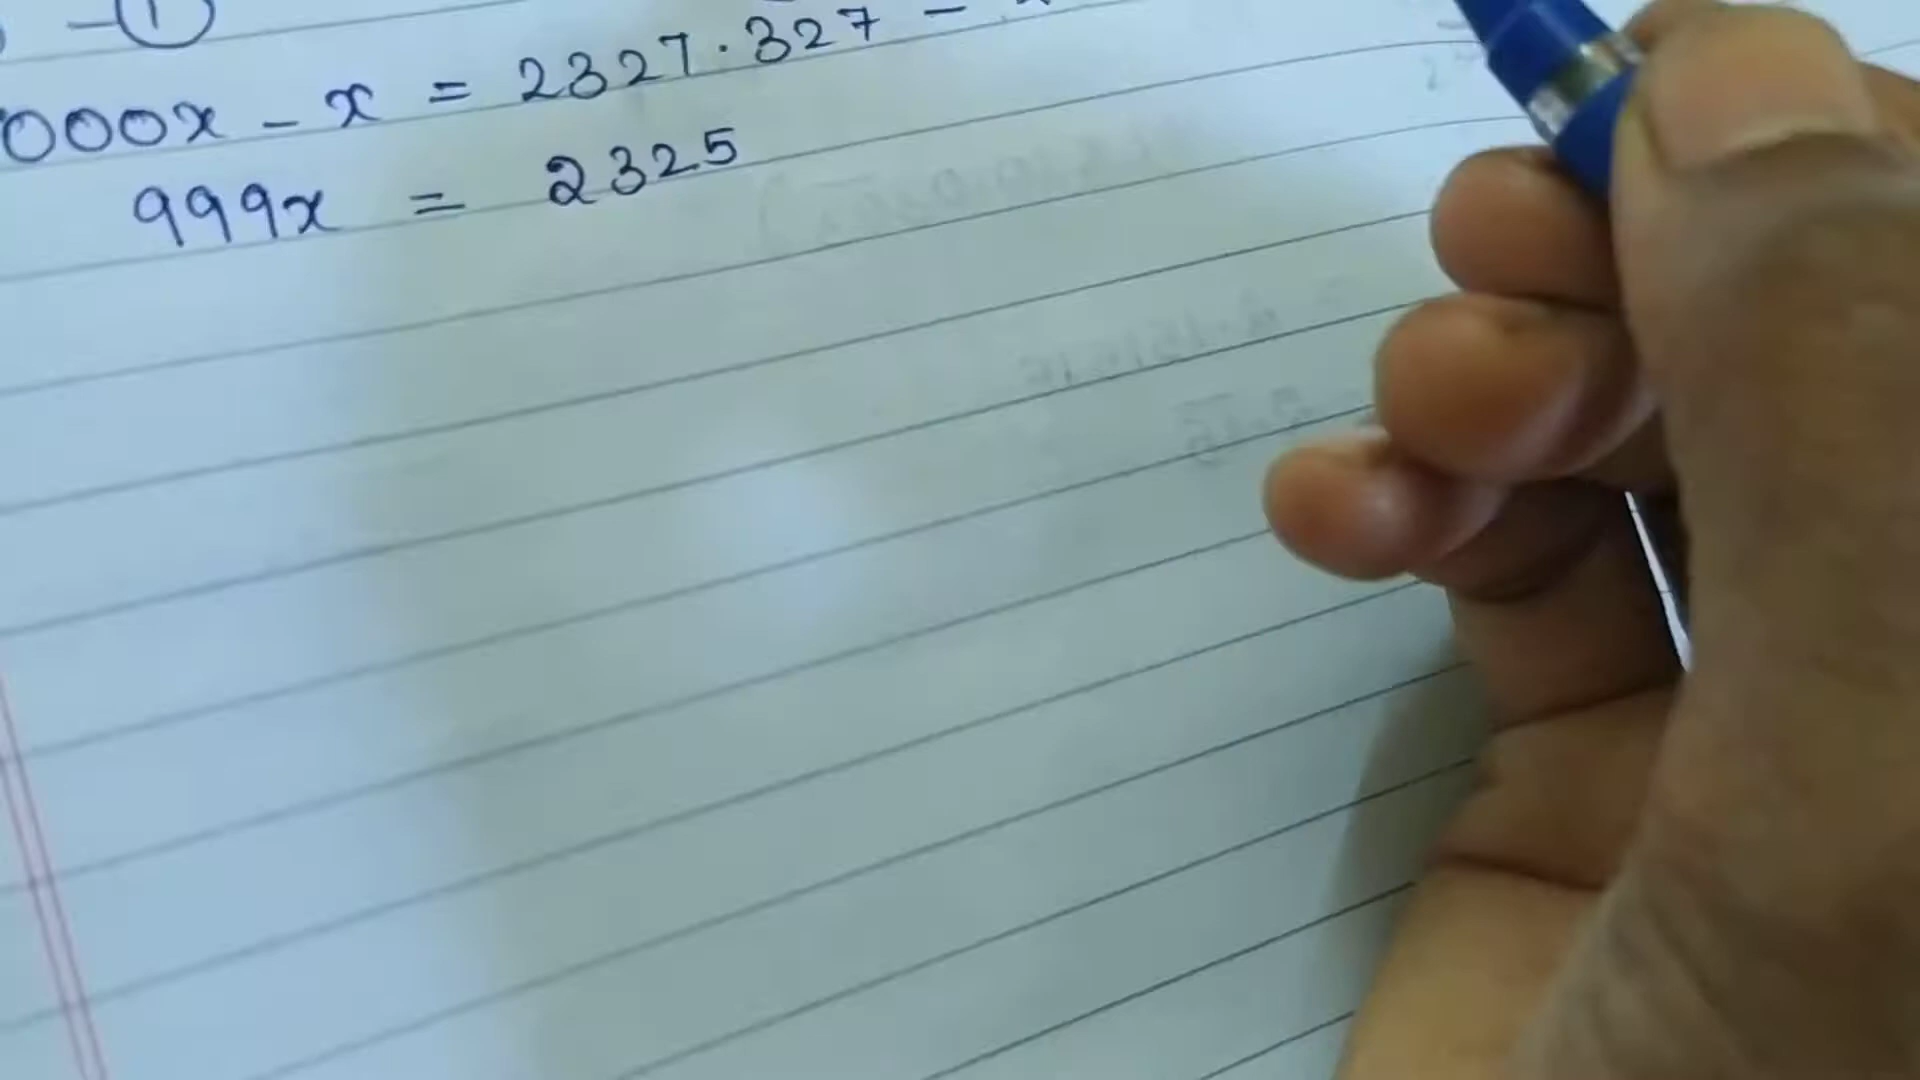 — 1
000x - x = 2327.327 -
999x = 2325